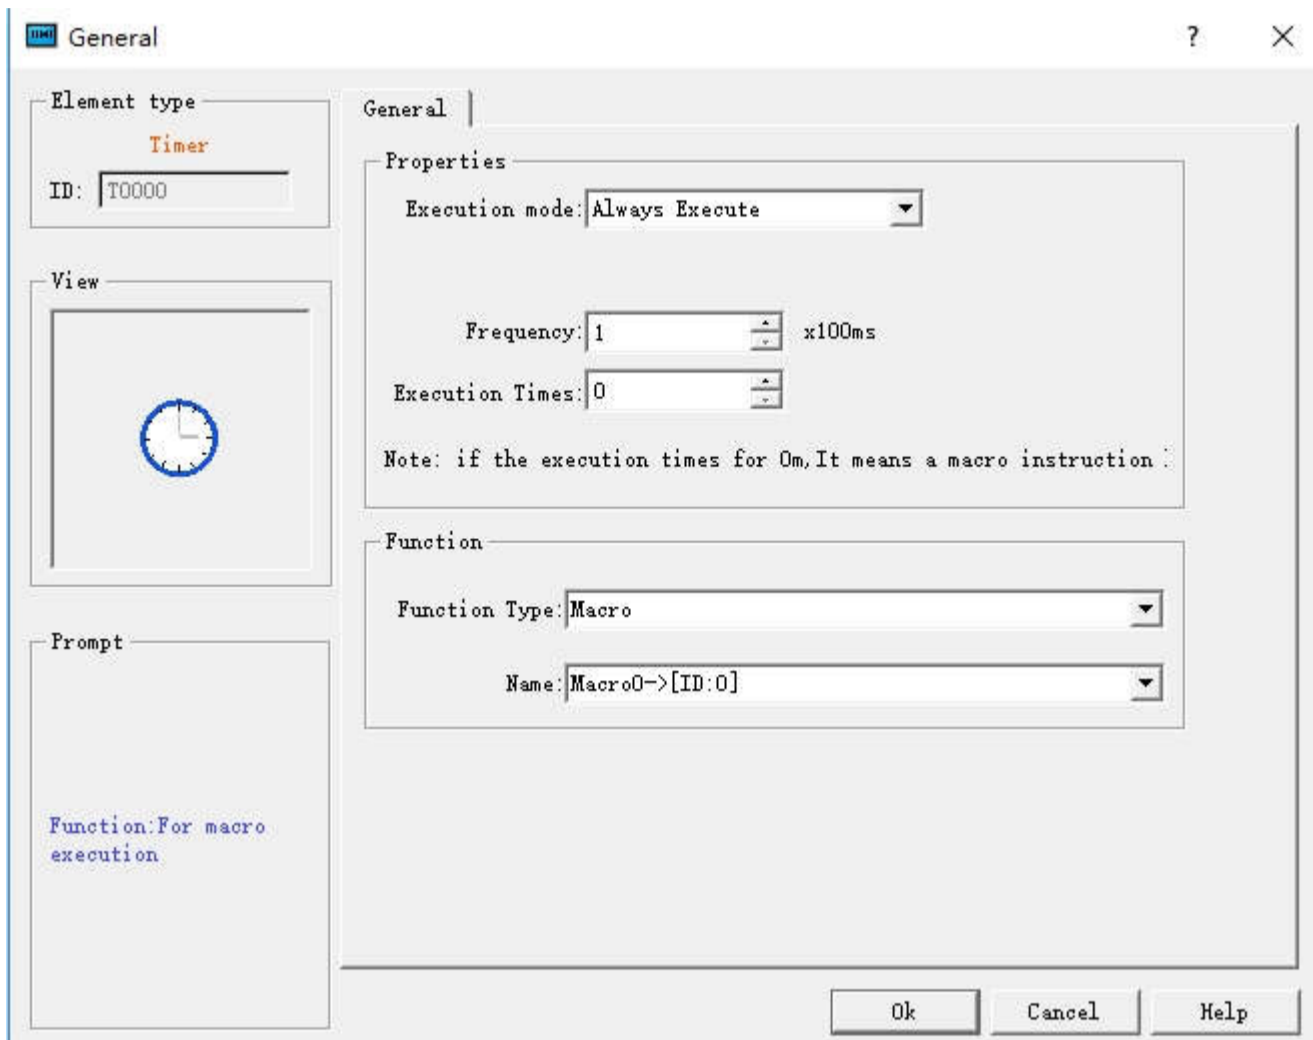 General
Element type
Timer
ID: T0000
View
Prompt
Function:For macro
execution
General
Properties
Execution mode: Always Execute
Frequency: 1 x100ms
Execution Times: 0
Note: if the execution times for 0m,It means a macro instruction
Function
Function Type: Macro
Name: Macro0->[ID:0]
Ok Cancel Help